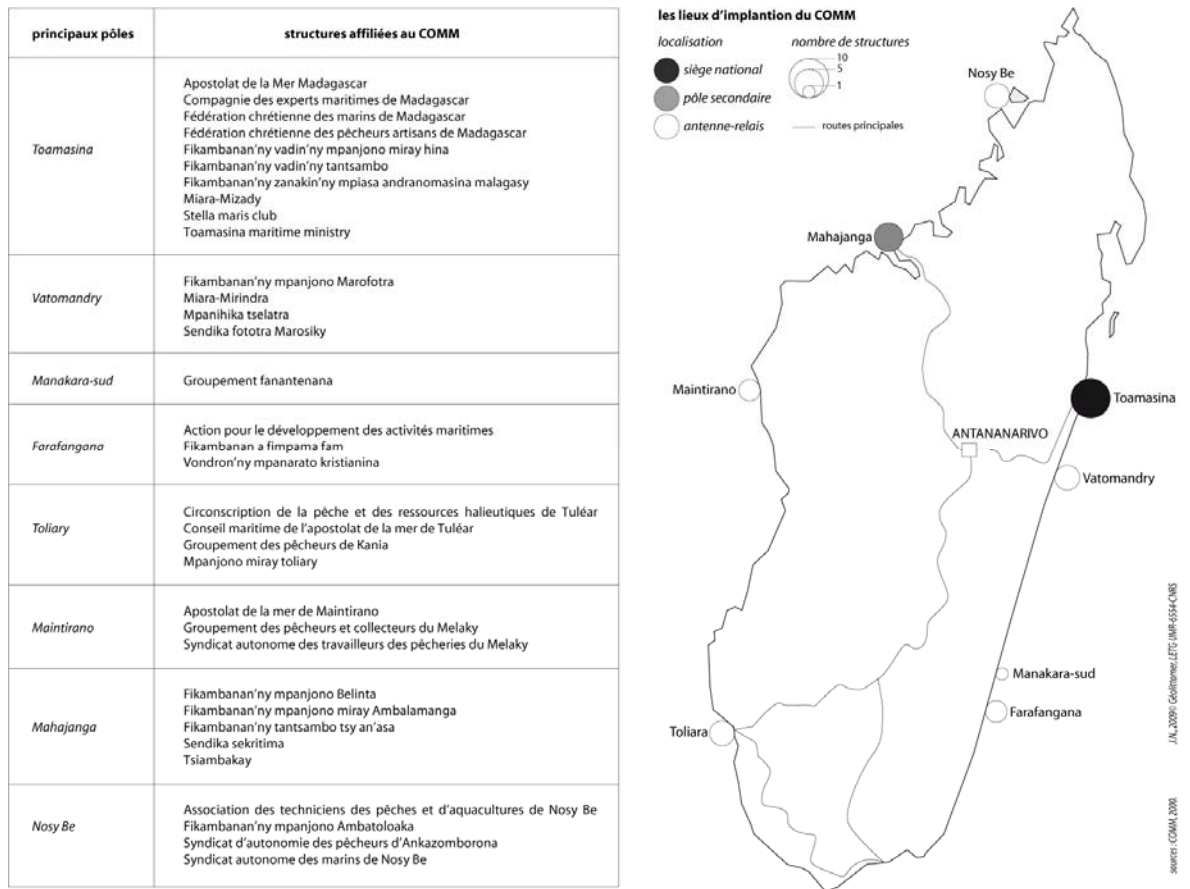 principaux pôles
structures affiliées au COMM
Toamasina
Apostolat de la Mer Madagascar
Compagnie des experts maritimes de Madagascar
Fédération chrétienne des marins de Madagascar
Fédération chrétienne des pêcheurs artisans de Madagascar
Fikambanan'ny vadin'ny mpanjono miray hina
Fikambanan'ny vadin'ny tantsambo
Fikambanan'ny zanakin'ny mpiasa andranomasina malagasy
Miara-Mizady
Stella maris club
Toamasina maritime ministry
Vatomandry
Fikambanan'ny mpanjono Marofotra
Miara-Mirindra
Mpanihika tselatra
Sendika fototra Marosiky
Manakara-sud
Groupement fanantenana
Farafangana
Action pour le développement des activités maritimes
Fikambanan a fimpama fam
Vondron'ny mpanarato kristianina
Toliary
Circonscription de la pêche et des ressources halieutiques de Tuléar
Conseil maritime de l'apostolat de la mer de Tuléar
Groupement des pêcheurs de Kania
Mpanjono miray toliary
Maintirano
Apostolat de la mer de Maintirano
Groupement des pêcheurs et collecteurs du Melaky
Syndicat autonome des travailleurs des pêcheries du Melaky
Mahajanga
Fikambanan'ny mpanjono Belinta
Fikambanan'ny mpanjono miray Ambalamanga
Fikambanan'ny tantsambo tsy an'asa
Sendika sekritima
Tsiambakay
Nosy Be
Association des techniciens des pêches et d'aquacultures de Nosy Be
Fikambanan'ny mpanjono Ambatoloaka
Syndicat d'autonomie des pêcheurs d'Ankazomborona
Syndicat autonome des marins de Nosy Be
les lieux d'implantion du COMM
localisation
siège national
pôle secondaire
antenne-relais
nombre de structures
10
5
1
routes principales
Nosy Be
Mahajanga
Maintirano
Toamasina
ANTANANARIVO
Vatomandry
Manakara-sud
Farafangana
Toliara
J.N., 2009© Géolittomer, LETG UMR-6554-CNRS
sources : COMM, 2000.